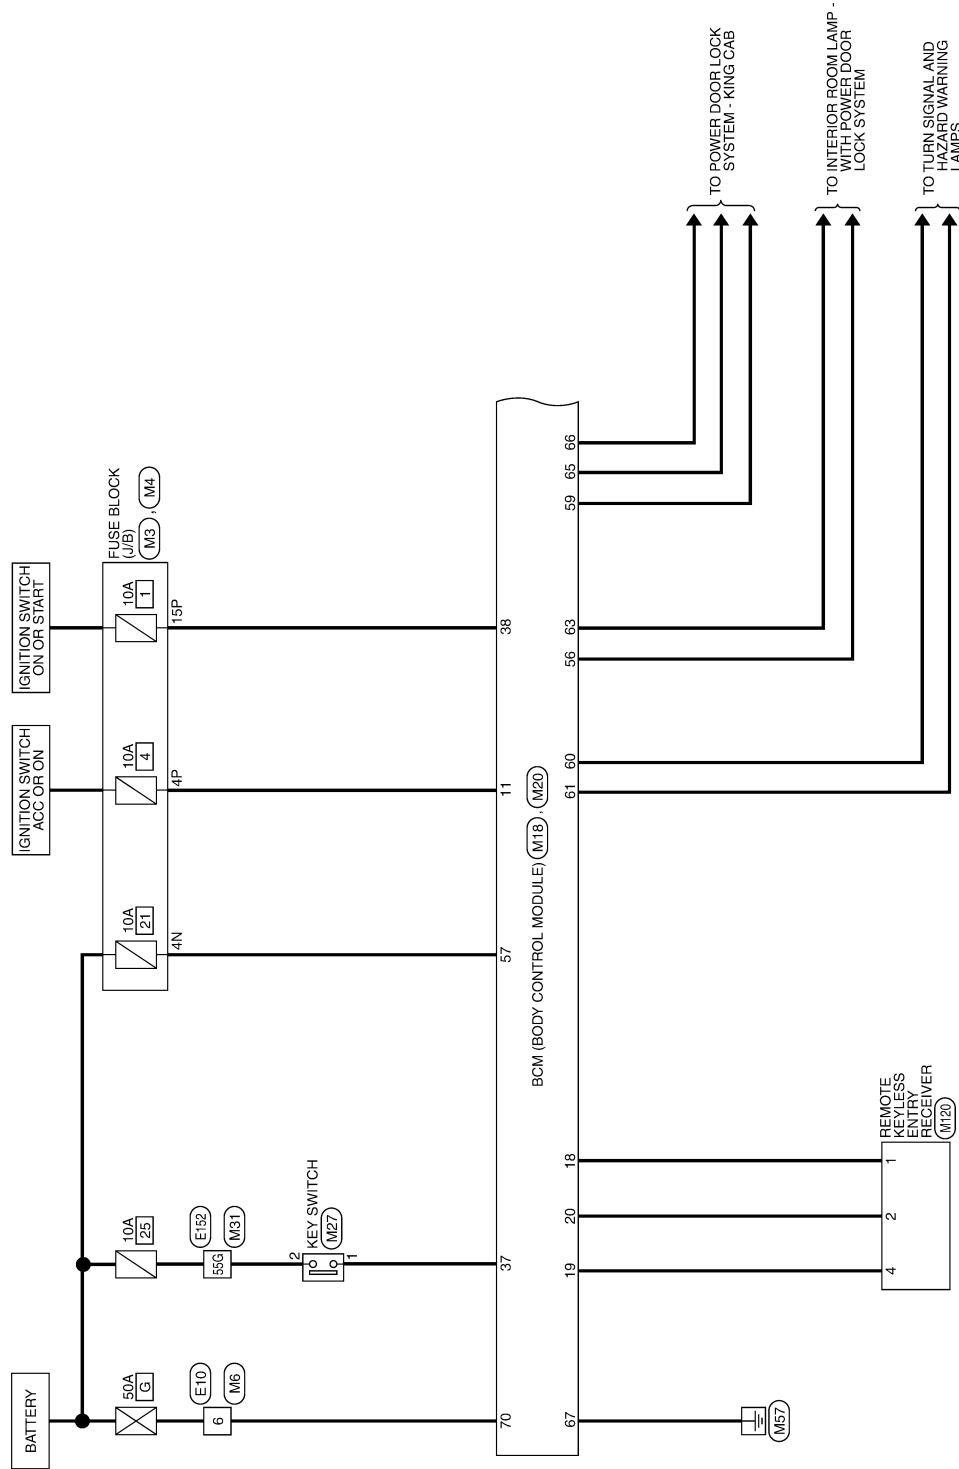 BATTERY
50A
G
E10
6
M6
70
10A
25
E152
55G
M31
2
KEY SWITCH
M27
1
37
10A
21
4N
57
IGNITION SWITCH
ACC OR ON
10A
4
4P
11
IGNITION SWITCH
ON OR START
10A
1
15P
38
FUSE BLOCK
(J/B)
M3 , M4
BCM (BODY CONTROL MODULE) M18 , M20
67
M57
19
20
18
4
2
1
REMOTE
KEYLESS
ENTRY
RECEIVER
M120
61
60
56
63
59
65
66
TO POWER DOOR LOCK
SYSTEM - KING CAB
TO INTERIOR ROOM LAMP -
WITH POWER DOOR
LOCK SYSTEM
TO TURN SIGNAL AND
HAZARD WARNING
LAMPS